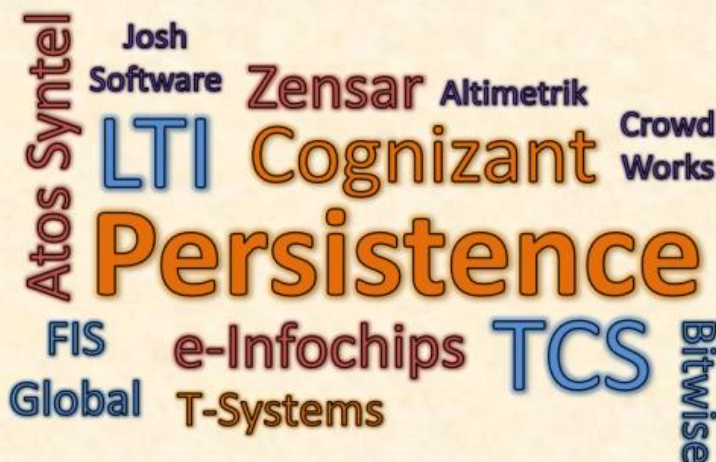 Atos Syntel
Josh
Software
Zensar
Altimetrik
Crowd
Works
LTI
Cognizant
Persistence
FIS
Global
e-Infochips
TCS
T-Systems
Bitwise